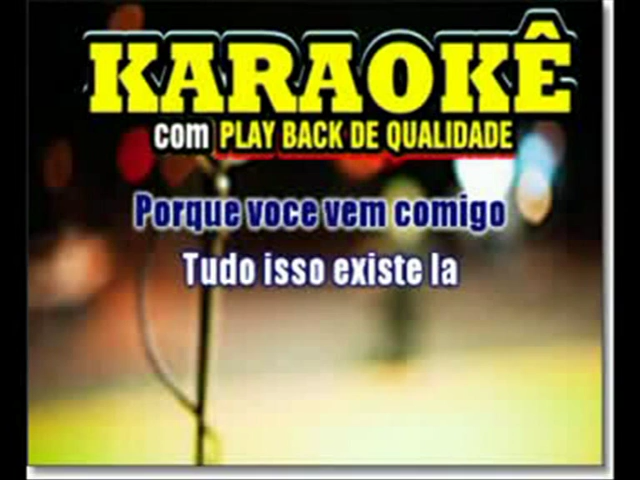 KARAOKÊ
com PLAY BACK DE QUALIDADE
Porque voce vem comigo
Tudo isso existe la